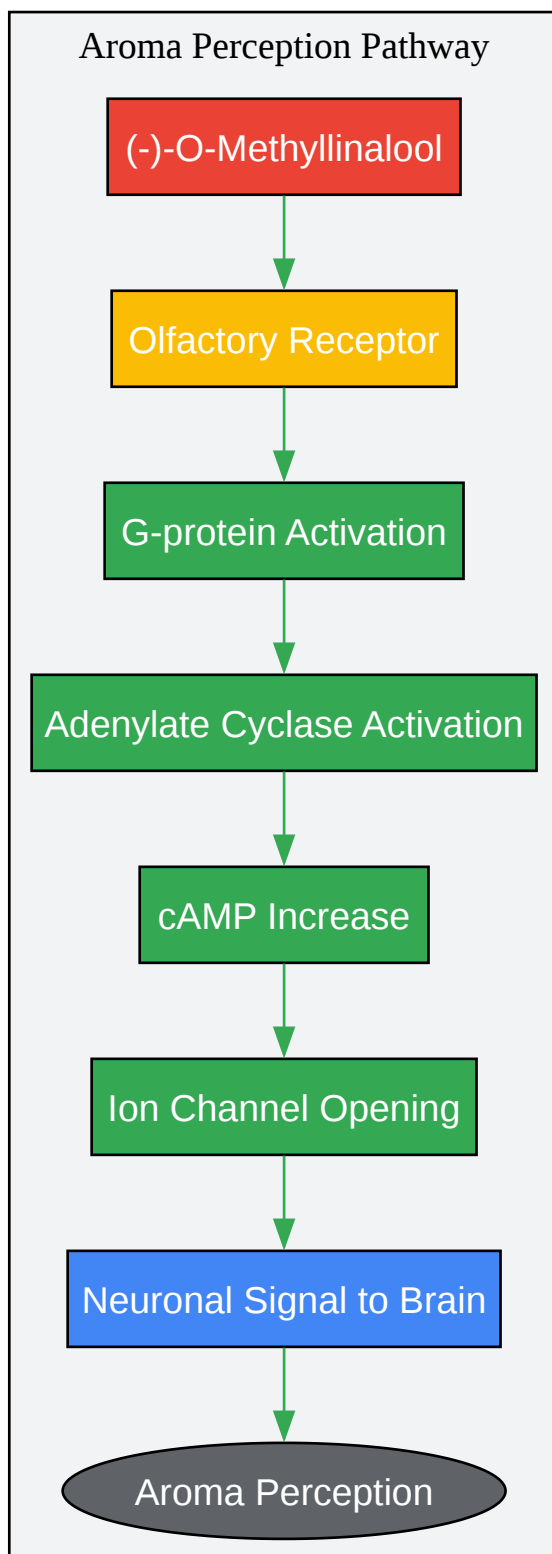 Aroma Perception Pathway
(-)-O-Methyllinalool
Olfactory Receptor
G-protein Activation
Adenylate Cyclase Activation
cAMP Increase
Ion Channel Opening
Neuronal Signal to Brain
Aroma Perception